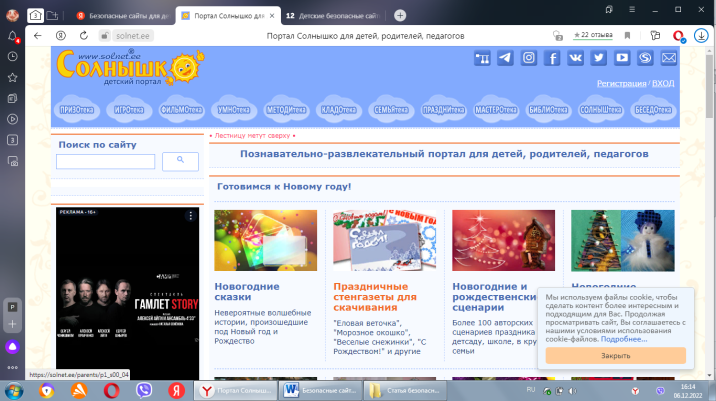 Безопасные сайты для де
Портал Солнышко для
12 Детские безопасные сайт
solnet.ee
Портал Солнышко для детей, родителей, педагогов
★ 22 отзыва
www.solnet.ee
Солнышко
детский портал
Регистрация / ВХОД
ПРИЗОтека
ИГРОтека
ФИЛЬМОтека
УМНОтека
МЕТОДИтека
КЛАДОтека
СЕМЬЯтека
ПРАЗДНИтека
МАСТЕРОтека
БИБЛИОтека
СОЛНЫШтека
БЕСЕДОтека
• Лестницу метут сверху •
Поиск по сайту
Познавательно-развлекательный портал для детей, родителей, педагогов
Готовимся к Новому году!
РЕКЛАМА • 16+
СПЕКТАКЛЬ
ГАМЛЕТ STORY
Новогодние
сказки
Невероятные волшебные
истории, произошедшие
под Новый год и
Рождество
Праздничные
стенгазеты для
скачивания
"Еловая веточка",
"Морозное окошко",
"Веселые снежинки", "С
Рождеством!" и другие
Новогодние и
рождественски
сценарии
Более 100 авторских
сценариев праздника
детсаду, школе, в кру
семьи
Новогодние
Мы используем файлы cookie, чтобы
сделать контент более интересным и
подходящим для Вас. Продолжая
просматривать сайт, Вы соглашаетесь с
нашими условиями использования
cookie-файлов. Подробнее...
Закрыть
https://solnet.ee/parents/p1_s00_04
Портал Солныш...
Безопасные сайт...
Статьи безопасн...
RU
16:14
06.12.2022